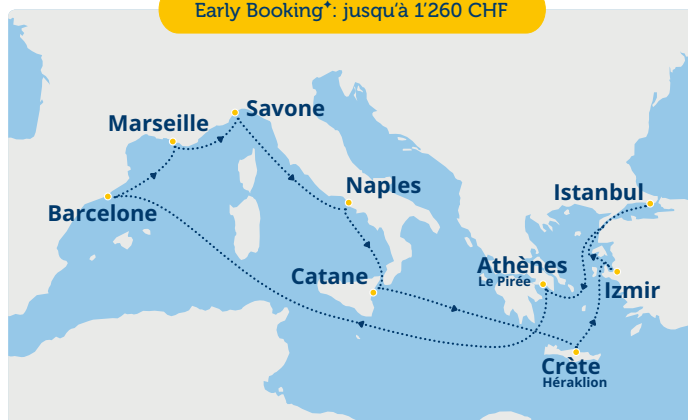 Early Booking✦: jusqu'à 1'260 CHF
Savone
Marseille
Naples
Istanbul
Barcelone
Athènes
Le Pirée
Catane
Izmir
Crète
Héraklion